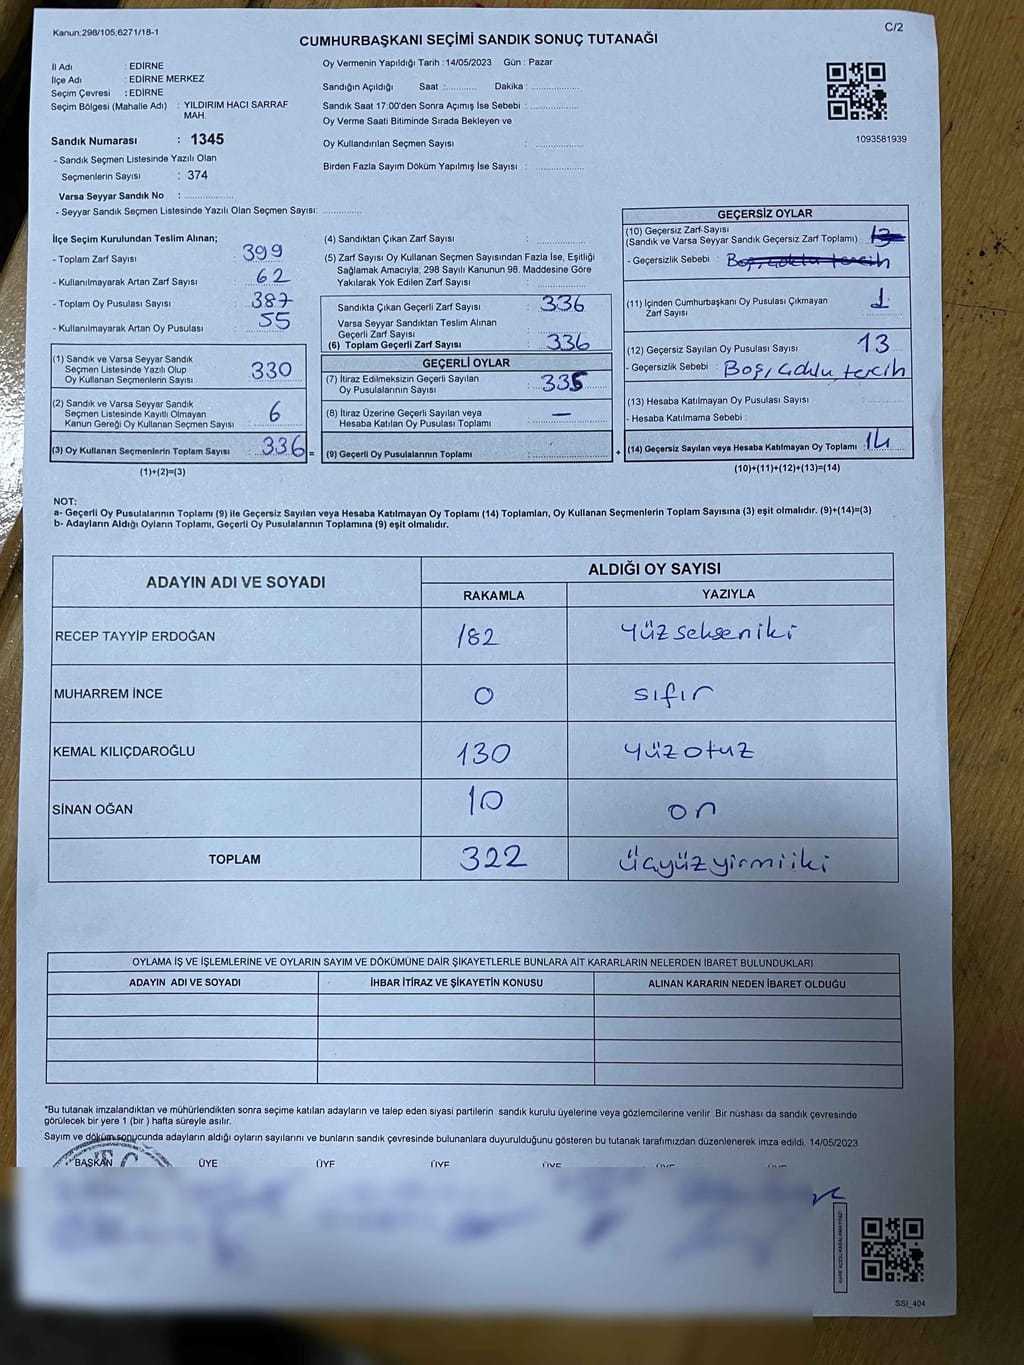 Kanun;298/105;6271/18-1
C/2
CUMHURBAŞKANI SEÇİMİ SANDIK SONUÇ TUTANAĞI
İl Adı : EDİRNE
İlçe Adı : EDİRNE MERKEZ
Seçim Çevresi : EDİRNE
Seçim Bölgesi (Mahalle Adı) : YILDIRIM HACI SARRAF
MAH.
Sandık Numarası : 1345
- Sandık Seçmen Listesinde Yazılı Olan
Seçmenlerin Sayısı : 374
Varsa Seyyar Sandık No : ..............
- Seyyar Sandık Seçmen Listesinde Yazılı Olan Seçmen Sayısı: ............
Oy Vermenin Yapıldığı Tarih :14/05/2023 Gün : Pazar
Sandığın Açıldığı Saat :.......... Dakika :..............
Sandık Saat 17:00'den Sonra Açımış İse Sebebi : ................
Oy Verme Saati Bitiminde Sırada Bekleyen ve
Oy Kullandırılan Seçmen Sayısı : ................
Birden Fazla Sayım Döküm Yapılmış İse Sayısı : ................
1093581939
İlçe Seçim Kurulundan Teslim Alınan;
- Toplam Zarf Sayısı : 399
- Kullanılmayarak Artan Zarf Sayısı : 62
- Toplam Oy Pusulası Sayısı : 387
- Kullanılmayarak Artan Oy Pusulası : 55
(1) Sandık ve Varsa Seyyar Sandık
Seçmen Listesinde Yazılı Olup
Oy Kullanan Seçmenlerin Sayısı : 330
(2) Sandık ve Varsa Seyyar Sandık
Seçmen Listesinde Kayıtlı Olmayan
Kanun Gereği Oy Kullanan Seçmen Sayısı : 6
(3) Oy Kullanan Seçmenlerin Toplam Sayısı : 336 =
(1)+(2)=(3)
(4) Sandıktan Çıkan Zarf Sayısı : ..............
(5) Zarf Sayısı Oy Kullanan Seçmen Sayısından Fazla İse, Eşitliği
Sağlamak Amacıyla; 298 Sayılı Kanunun 98. Maddesine Göre
Yakılarak Yok Edilen Zarf Sayısı : ..............
Sandıkta Çıkan Geçerli Zarf Sayısı : 336
Varsa Seyyar Sandıktan Teslim Alınan
Geçerli Zarf Sayısı
(6) Toplam Geçerli Zarf Sayısı : 336
GEÇERLİ OYLAR
(7) İtiraz Edilmeksizin Geçerli Sayılan
Oy Pusulalarının Sayısı : 335
(8) İtiraz Üzerine Geçerli Sayılan veya
Hesaba Katılan Oy Pusulası Toplamı : —
(9) Geçerli Oy Pusulalarının Toplamı : .............. +
GEÇERSİZ OYLAR
(10) Geçersiz Zarf Sayısı
(Sandık ve Varsa Seyyar Sandık Geçersiz Zarf Toplamı) : 13
- Geçersizlik Sebebi : Boş, çoklu tercih
(11) İçinden Cumhurbaşkanı Oy Pusulası Çıkmayan
Zarf Sayısı : 1
(12) Geçersiz Sayılan Oy Pusulası Sayısı : 13
- Geçersizlik Sebebi : Boş, çoklu tercih
(13) Hesaba Katılmayan Oy Pusulası Sayısı : ............
- Hesaba Katılmama Sebebi :
(14) Geçersiz Sayılan veya Hesaba Katılmayan Oy Toplamı : 14
(10)+(11)+(12)+(13)=(14)
NOT:
a- Geçerli Oy Pusulalarının Toplamı (9) ile Geçersiz Sayılan veya Hesaba Katılmayan Oy Toplamı (14) Toplamları, Oy Kullanan Seçmenlerin Toplam Sayısına (3) eşit olmalıdır. (9)+(14)=(3)
b- Adayların Aldığı Oyların Toplamı, Geçerli Oy Pusulalarının Toplamına (9) eşit olmalıdır.
ADAYIN ADI VE SOYADI ALDIĞI OY SAYISI
RAKAMLA YAZIYLA
RECEP TAYYİP ERDOĞAN 182 Yüzsekseniki
MUHARREM İNCE 0 sıfır
KEMAL KILIÇDAROĞLU 130 Yüzotuz
SİNAN OĞAN 10 on
TOPLAM 322 Üçyüzyirmiiki
OYLAMA İŞ VE İŞLEMLERİNE VE OYLARIN SAYIM VE DÖKÜMÜNE DAİR ŞİKAYETLERLE BUNLARA AİT KARARLARIN NELERDEN İBARET BULUNDUKLARI
ADAYIN ADI VE SOYADI İHBAR İTİRAZ VE ŞİKAYETİN KONUSU ALINAN KARARIN NEDEN İBARET OLDUĞU
*Bu tutanak imzalandıktan ve mühürlendikten sonra seçime katılan adayların ve talep eden siyasi partilerin sandık kurulu üyelerine veya gözlemcilerine verilir .Bir nüshası da sandık çevresinde
görülecek bir yere 1 (bir ) hafta süreyle asılır.
Sayım ve döküm sonucunda adayların aldığı oyların sayılarını ve bunların sandık çevresinde bulunanlara duyurulduğunu gösteren bu tutanak tarafımızdan düzenlenerek imza edildi. 14/05/2023
BAŞKAN ÜYE ÜYE ÜYE ÜYE
SSI_404